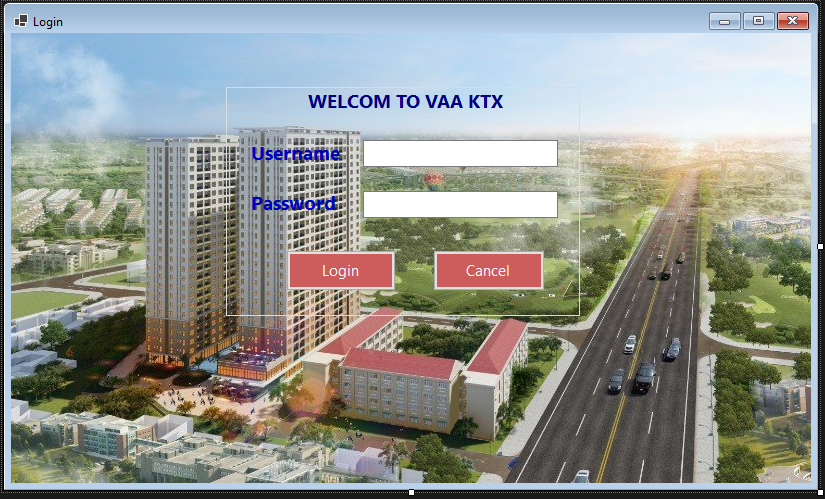 Login
WELCOM TO VAA KTX
Username
Password
Login
Cancel